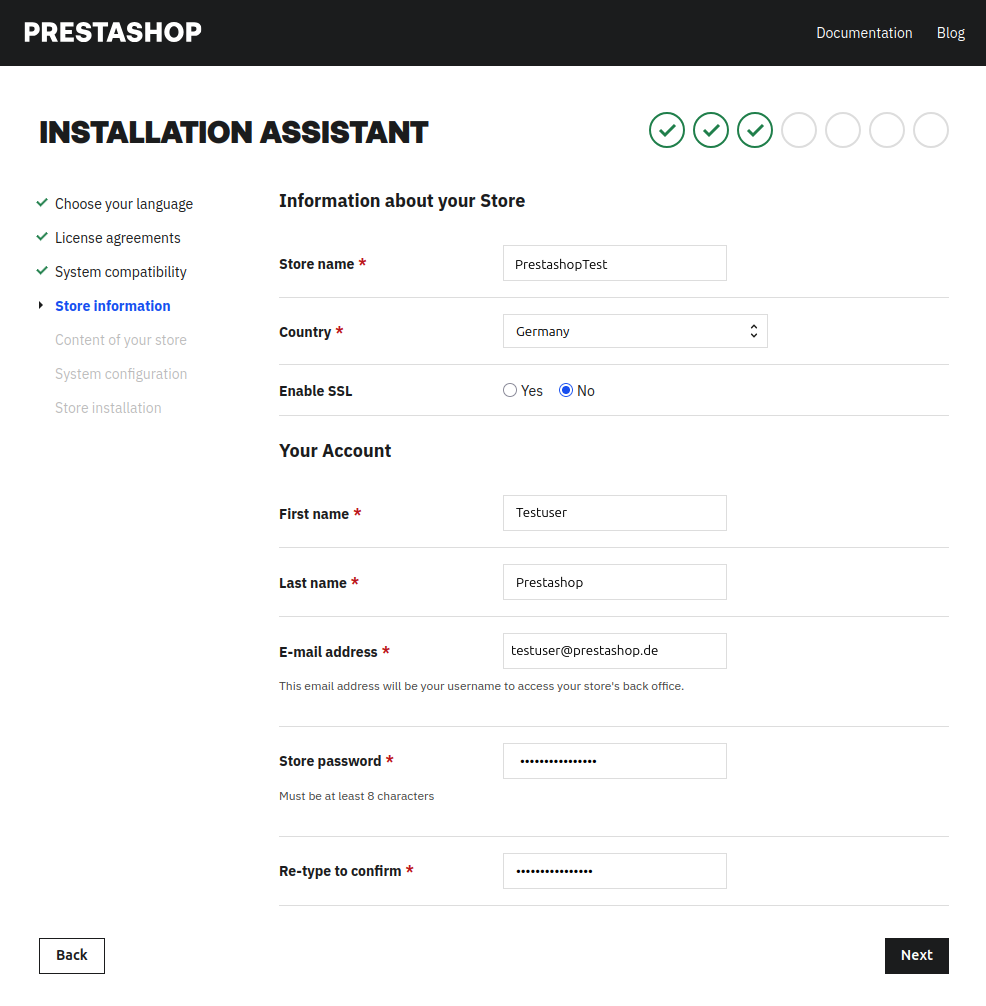 PRESTASHOP
Documentation Blog
INSTALLATION ASSISTANT
Choose your language
License agreements
System compatibility
Store information
Content of your store
System configuration
Store installation
Information about your Store
Store name * PrestashopTest
Country * Germany
Enable SSL Yes No
Your Account
First name * Testuser
Last name * Prestashop
E-mail address * testuser@prestashop.de
This email address will be your username to access your store's back office.
Store password * ••••••••••••••••
Must be at least 8 characters
Re-type to confirm * ••••••••••••••••
Back Next